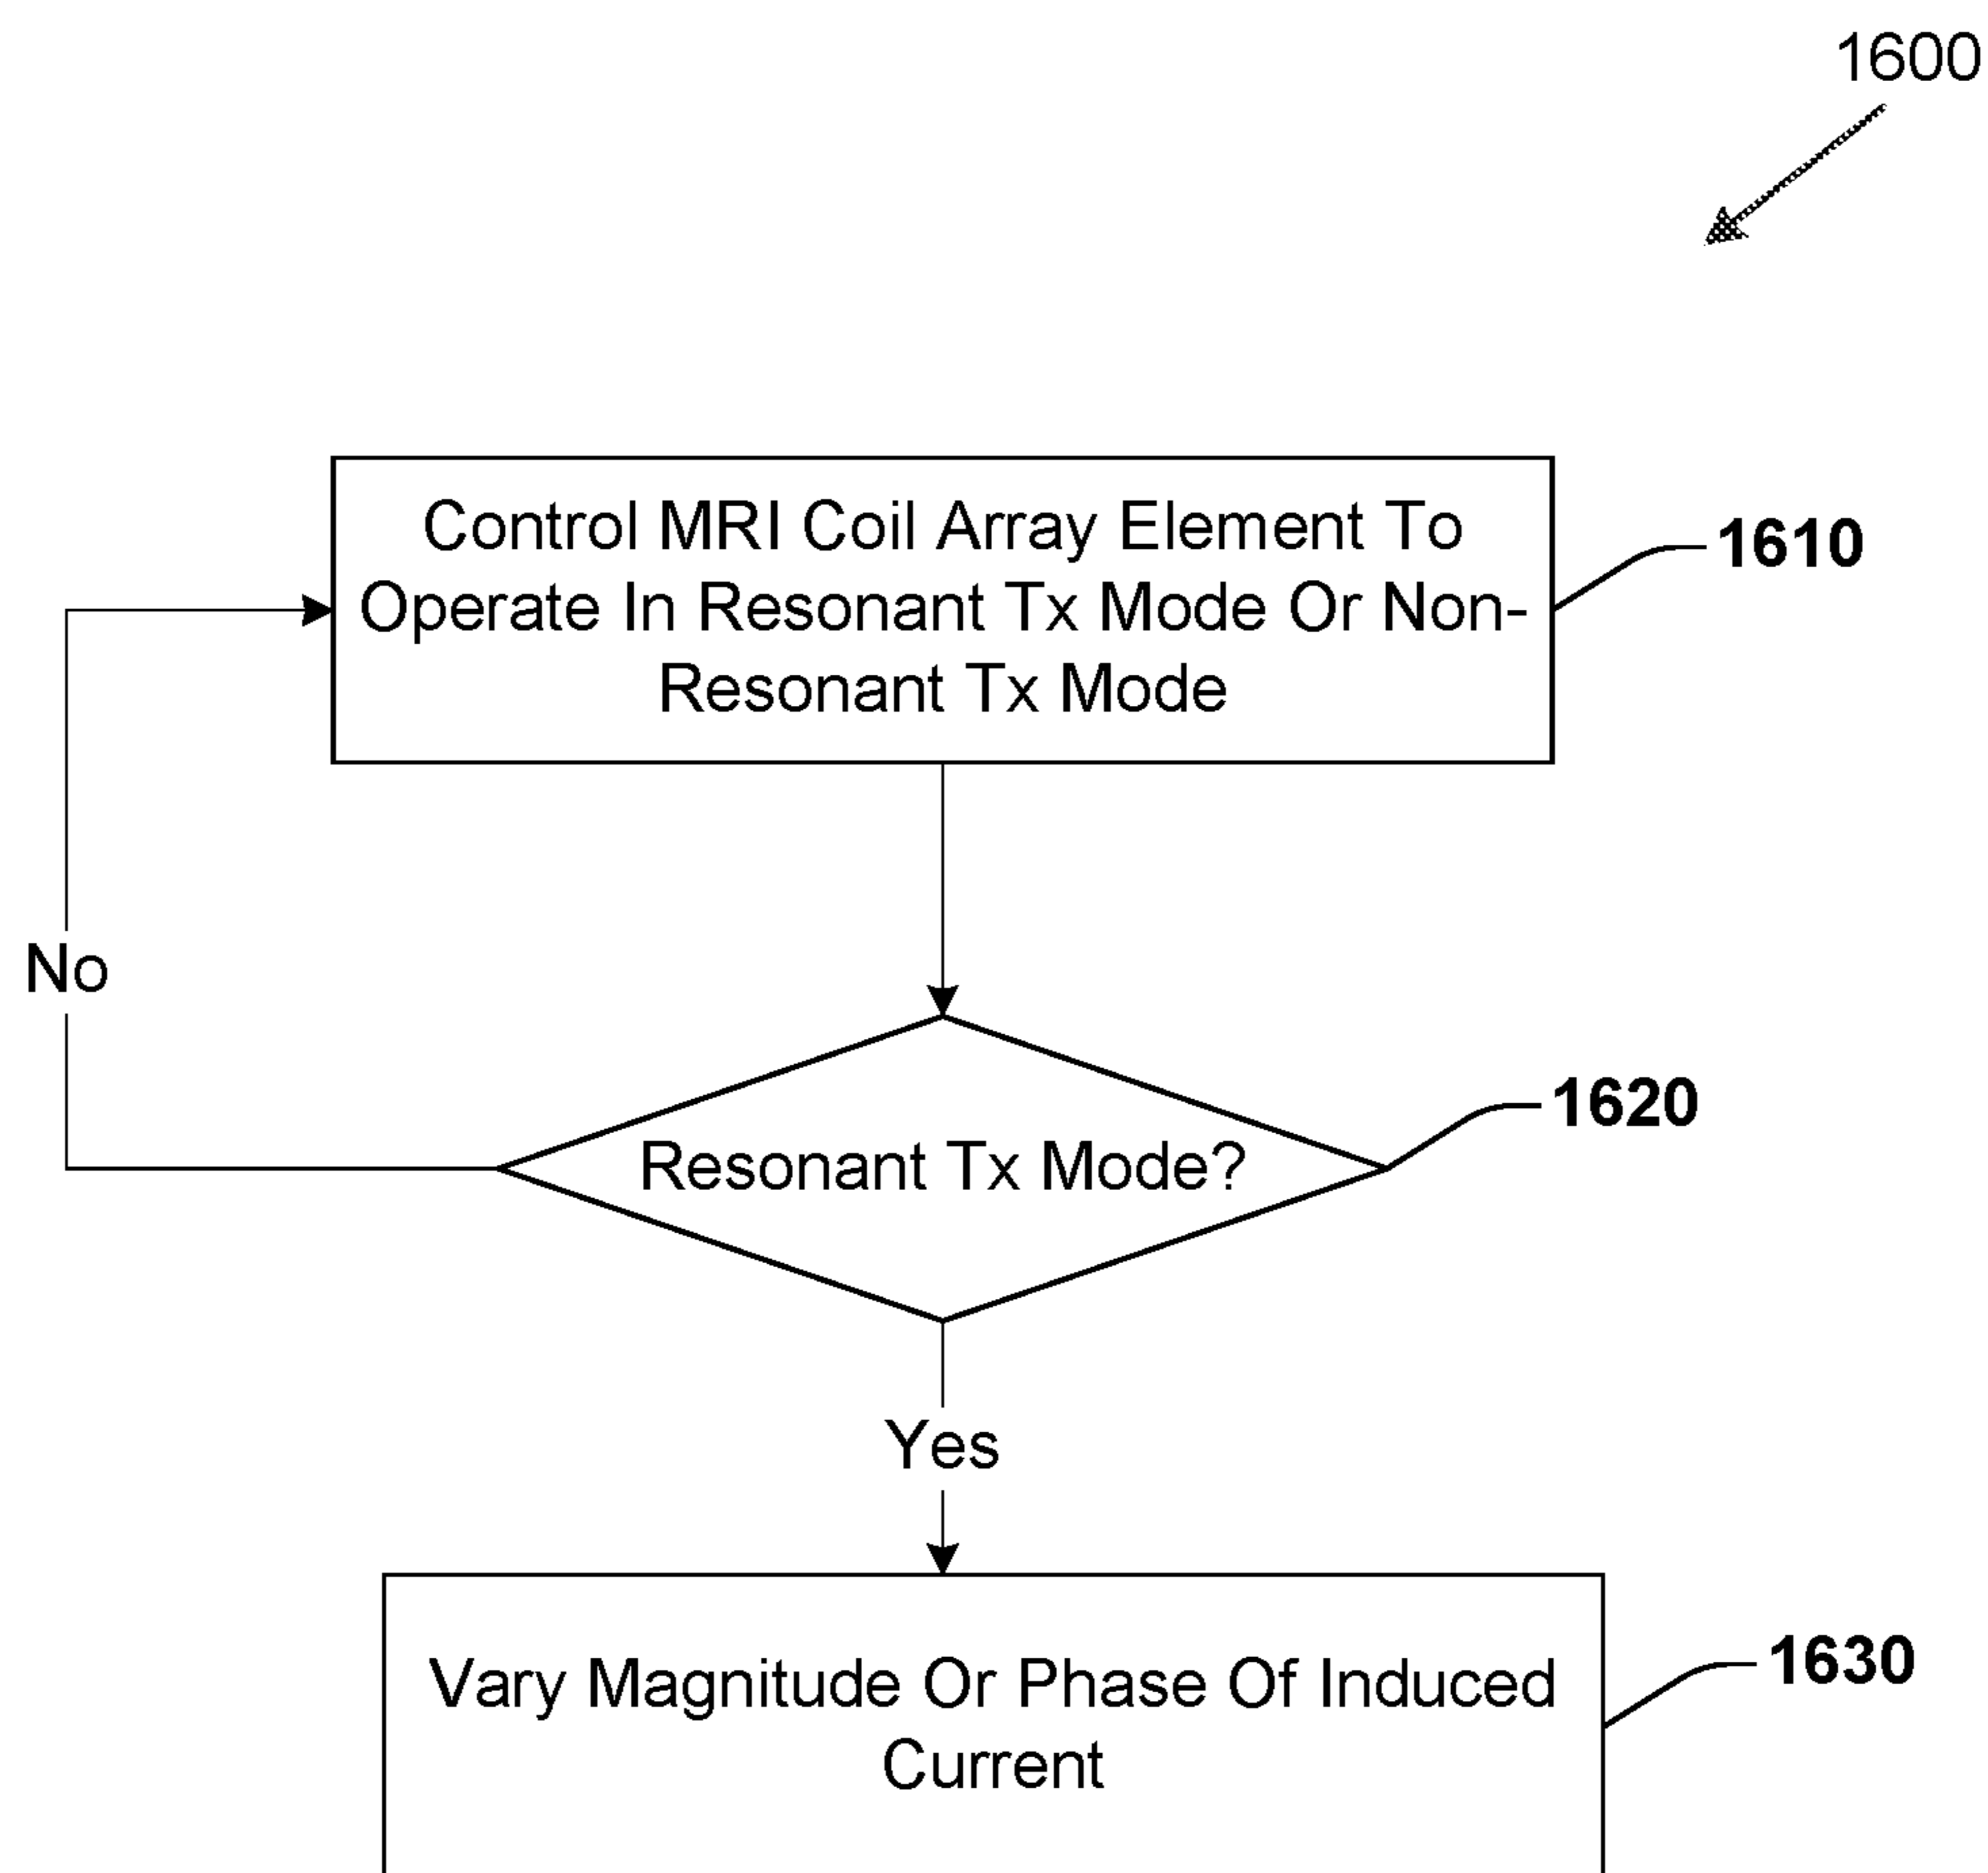 1600
Control MRI Coil Array Element To
Operate In Resonant Tx Mode Or Non-
Resonant Tx Mode
1610
No
Resonant Tx Mode?
1620
Yes
Vary Magnitude Or Phase Of Induced
Current
1630